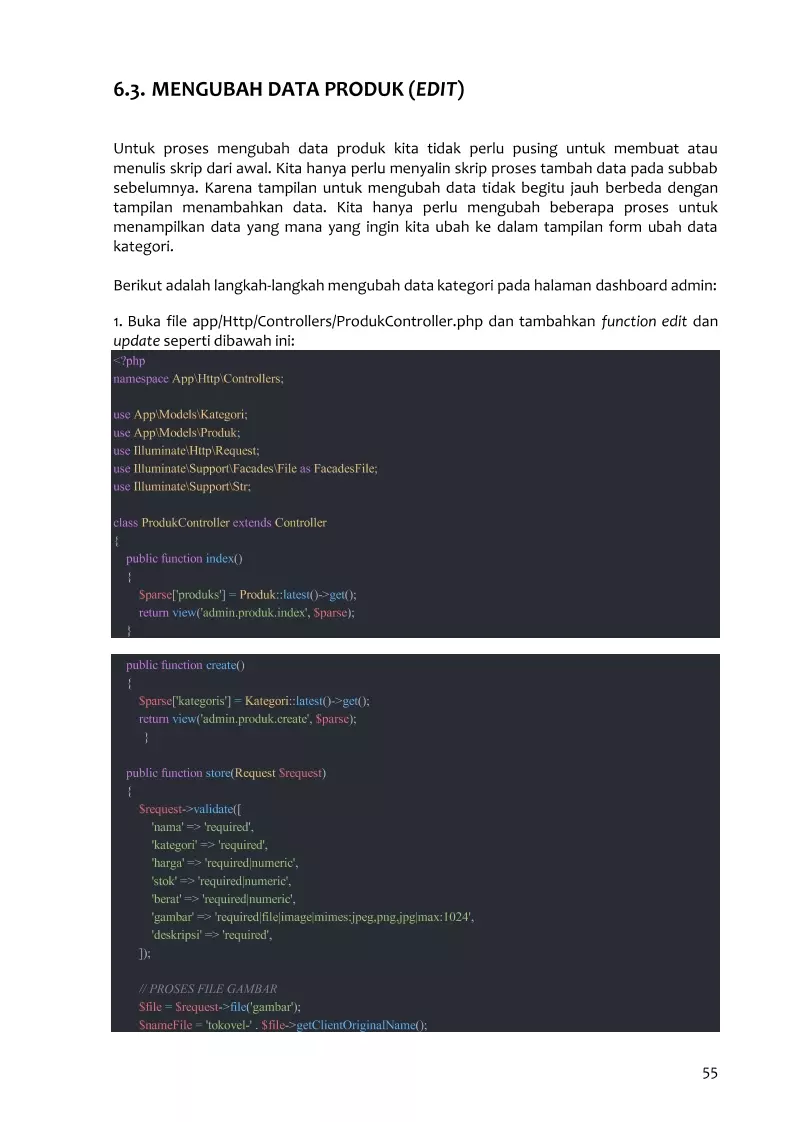 6.3. MENGUBAH DATA PRODUK (EDIT)
Untuk proses mengubah data produk kita tidak perlu pusing untuk membuat atau
menulis skrip dari awal. Kita hanya perlu menyalin skrip proses tambah data pada subbab
sebelumnya. Karena tampilan untuk mengubah data tidak begitu jauh berbeda dengan
tampilan menambahkan data. Kita hanya perlu mengubah beberapa proses untuk
menampilkan data yang mana yang ingin kita ubah ke dalam tampilan form ubah data
kategori.
Berikut adalah langkah-langkah mengubah data kategori pada halaman dashboard admin:
1. Buka file app/Http/Controllers/ProdukController.php dan tambahkan function edit dan
update seperti dibawah ini:
<?php
namespace App\Http\Controllers;
use App\Models\Kategori;
use App\Models\Produk;
use Illuminate\Http\Request;
use Illuminate\Support\Facades\File as FacadesFile;
use Illuminate\Support\Str;
class ProdukController extends Controller
{
public function index()
{
$parse['produks'] = Produk::latest()->get();
return view('admin.produk.index', $parse);
}
public function create()
{
$parse['kategoris'] = Kategori::latest()->get();
return view('admin.produk.create', $parse);
}
public function store(Request $request)
{
$request->validate([
'nama' => 'required',
'kategori' => 'required',
'harga' => 'required|numeric',
'stok' => 'required|numeric',
'berat' => 'required|numeric',
'gambar' => 'required|file|image|mimes:jpeg,png,jpg|max:1024',
'deskripsi' => 'required',
]);
// PROSES FILE GAMBAR
$file = $request->file('gambar');
$nameFile = 'tokovel-' . $file->getClientOriginalName();
55